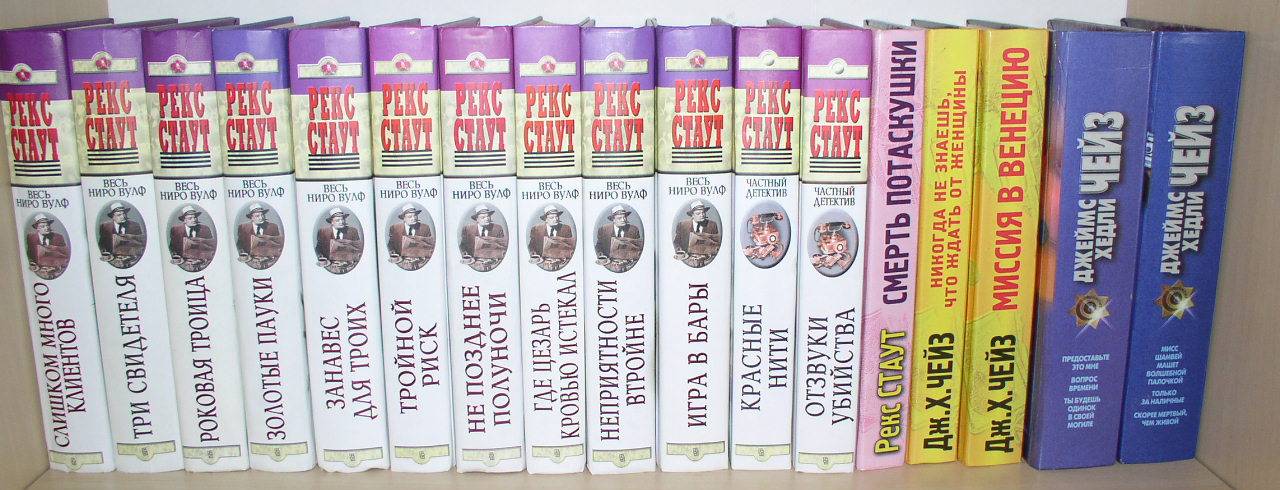 РЕКС
СТАУТ
ВЕСЬ
НИРО ВУЛФ
СЛИШКОМ МНОГО
КЛИЕНТОВ
РЕКС
СТАУТ
ВЕСЬ
НИРО ВУЛФ
ТРИ СВИДЕТЕЛЯ
РЕКС
СТАУТ
ВЕСЬ
НИРО ВУЛФ
РОКОВАЯ ТРОИЦА
РЕКС
СТАУТ
ВЕСЬ
НИРО ВУЛФ
ЗОЛОТЫЕ ПАУКИ
РЕКС
СТАУТ
ВЕСЬ
НИРО ВУЛФ
ЗАНАВЕС
ДЛЯ ТРОИХ
РЕКС
СТАУТ
ВЕСЬ
НИРО ВУЛФ
ТРОЙНОЙ
РИСК
РЕКС
СТАУТ
ВЕСЬ
НИРО ВУЛФ
НЕ ПОЗДНЕЕ
ПОЛУНОЧИ
РЕКС
СТАУТ
ВЕСЬ
НИРО ВУЛФ
ГДЕ ЦЕЗАРЬ
КРОВЬЮ ИСТЕКАЛ
РЕКС
СТАУТ
ВЕСЬ
НИРО ВУЛФ
НЕПРИЯТНОСТИ
ВТРОЙНЕ
РЕКС
СТАУТ
ВЕСЬ
НИРО ВУЛФ
ИГРА В БАРЫ
РЕКС
СТАУТ
ЧАСТНЫЙ
ДЕТЕКТИВ
КРАСНЫЕ
НИТИ
РЕКС
СТАУТ
ЧАСТНЫЙ
ДЕТЕКТИВ
ОТЗВУКИ
УБИЙСТВА
РЕКС СТАУТ СМЕРТЬ ПОТАСКУШКИ
ДЖ.Х.ЧЕЙЗ
НИКОГДА НЕ ЗНАЕШЬ,
ЧТО ЖДАТЬ ОТ ЖЕНЩИНЫ
ДЖ.Х.ЧЕЙЗ МИССИЯ В ВЕНЕЦИЮ
ДЖЕЙМС
ХЕДЛИ
ЧЕЙЗ
ПРЕДОСТАВЬТЕ
ЭТО МНЕ
ВОПРОС
ВРЕМЕНИ
ТЫ БУДЕШЬ
ОДИНОК
В СВОЕЙ
МОГИЛЕ
ДЖЕЙМС
ХЕДЛИ
ЧЕЙЗ
МИСС
ШАМВЕЙ
МАШЕТ
ВОЛШЕБНОЙ
ПАЛОЧКОЙ
ТОЛЬКО
ЗА НАЛИЧНЫЕ
СКОРЕЕ МЕРТВЫЙ,
ЧЕМ ЖИВОЙ